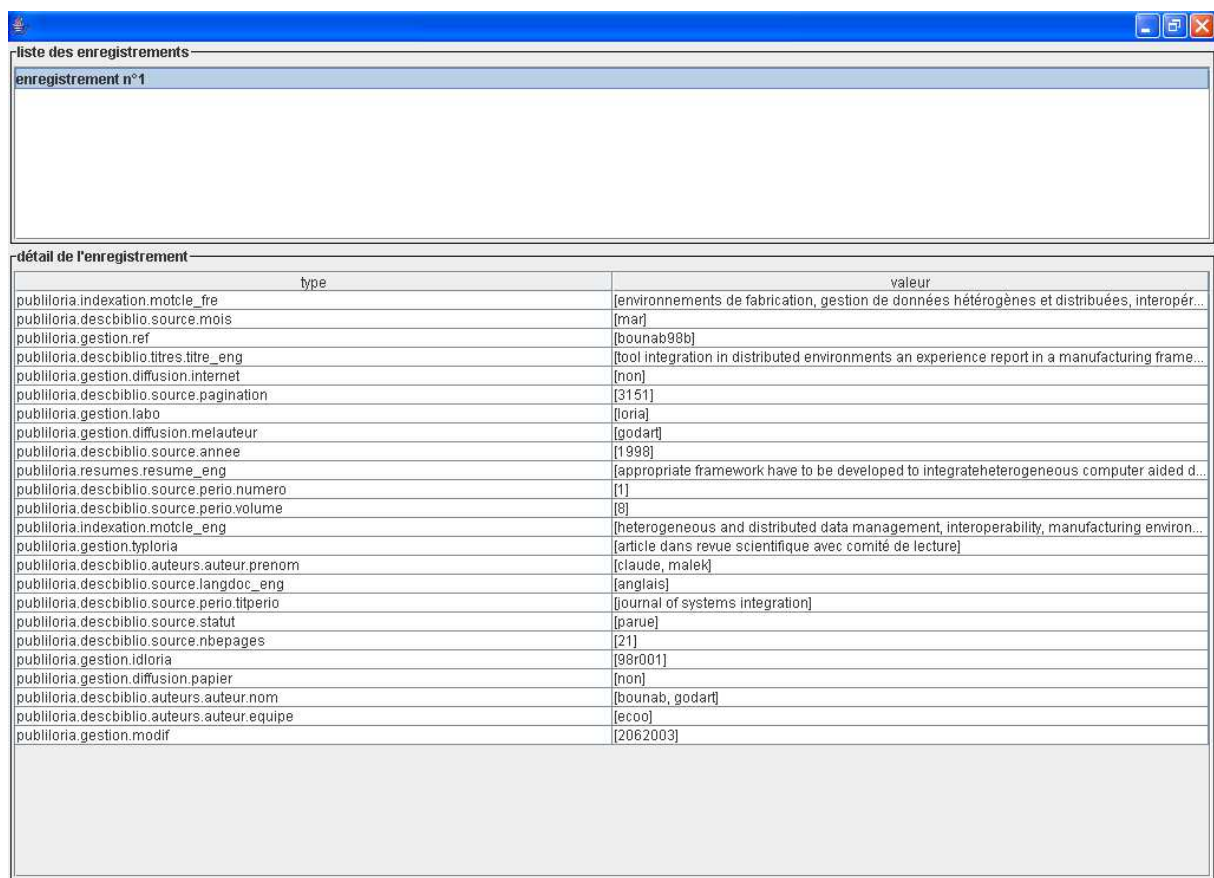 liste des enregistrements
enregistrement n°1
détail de l'enregistrement
type valeur
publiloria.indexation.motcle_fre [environnements de fabrication, gestion de données hétérogènes et distribuées, interopér...
publiloria.descbiblio.source.mois [mar]
publiloria.gestion.ref [bounab98b]
publiloria.descbiblio.titres.titre_eng [tool integration in distributed environments an experience report in a manufacturing frame...
publiloria.gestion.diffusion.internet [non]
publiloria.descbiblio.source.pagination [3151]
publiloria.gestion.labo [loria]
publiloria.gestion.diffusion.melauteur [godart]
publiloria.descbiblio.source.annee [1998]
publiloria.resumes.resume_eng [appropriate framework have to be developed to integrateheterogeneous computer aided d...
publiloria.descbiblio.source.perio.numero [1]
publiloria.descbiblio.source.perio.volume [8]
publiloria.indexation.motcle_eng [heterogeneous and distributed data management, interoperability, manufacturing environ...
publiloria.gestion.typloria [article dans revue scientifique avec comité de lecture]
publiloria.descbiblio.auteurs.auteur.prenom [claude, malek]
publiloria.descbiblio.source.langdoc_eng [anglais]
publiloria.descbiblio.source.perio.titperio [journal of systems integration]
publiloria.descbiblio.source.statut [parue]
publiloria.descbiblio.source.nbepages [21]
publiloria.gestion.idloria [98r001]
publiloria.gestion.diffusion.papier [non]
publiloria.descbiblio.auteurs.auteur.nom [bounab, godart]
publiloria.descbiblio.auteurs.auteur.equipe [ecoo]
publiloria.gestion.modif [2062003]